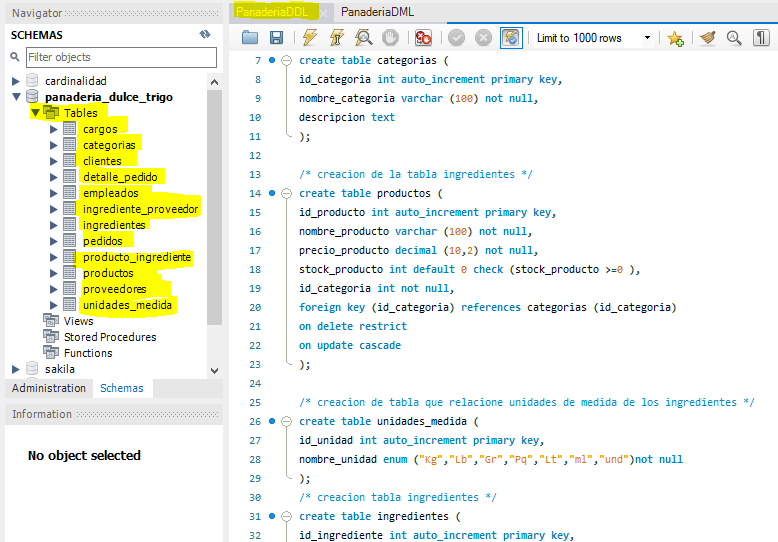 Navigator
SCHEMAS
Filter objects
cardinalidad
panaderia_dulce_trigo
Tables
cargos
categorias
clientes
detalle_pedido
empleados
ingrediente_proveedor
ingredientes
pedidos
producto_ingrediente
productos
proveedores
unidades_medida
Views
Stored Procedures
Functions
sakila
Administration Schemas
Information
No object selected
PanaderiaDDL PanaderiaDML
Limit to 1000 rows
7 create table categorias (
8 id_categoria int auto_increment primary key,
9 nombre_categoria varchar (100) not null,
10 descripcion text
11 );
12
13 /* creacion de la tabla ingredientes */
14 create table productos (
15 id_producto int auto_increment primary key,
16 nombre_producto varchar (100) not null,
17 precio_producto decimal (10,2) not null,
18 stock_producto int default 0 check (stock_producto >=0 ),
19 id_categoria int not null,
20 foreign key (id_categoria) references categorias (id_categoria)
21 on delete restrict
22 on update cascade
23 );
24
25 /* creacion de tabla que relacione unidades de medida de los ingredientes */
26 create table unidades_medida (
27 id_unidad int auto_increment primary key,
28 nombre_unidad enum ("Kg","Lb","Gr","Pq","Lt","ml","und")not null
29 );
30 /* creacion tabla ingredientes */
31 create table ingredientes (
32 id_ingrediente int auto_increment primary key,